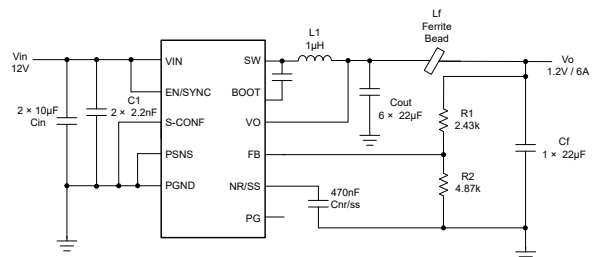 Lf
Ferrite
Bead
L1
1µH
Vin
12V
VIN
SW
Vo
1.2V / 6A
EN/SYNC
BOOT
C1
2 × 2.2nF
2 × 10µF
Cin
S-CONF
VO
Cout
6 × 22µF
R1
2.43k
PSNS
FB
Cf
1 × 22µF
PGND
NR/SS
470nF
Cnr/ss
R2
4.87k
PG